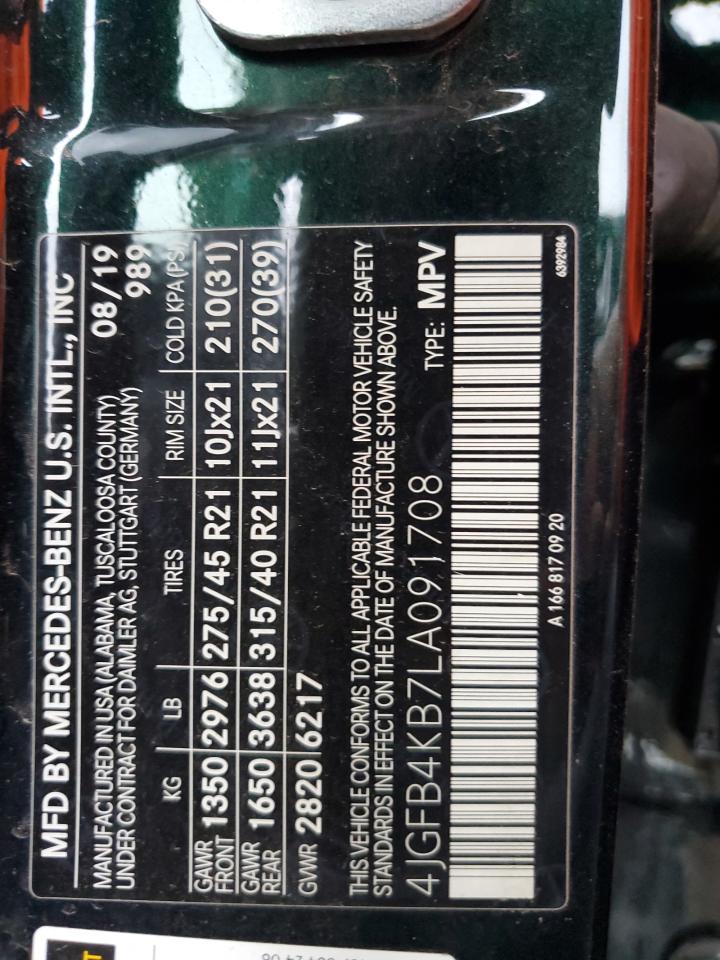 MFD BY MERCEDES-BENZ U.S. INTL., INC
MANUFACTURED IN USA (ALABAMA, TUSCALOOSA COUNTY) 08/19
UNDER CONTRACT FOR DAIMLER AG, STUTTGART (GERMANY) 989
KG LB TIRES RIM SIZE COLD KPA (PSI)
GAWR FRONT 1350 2976 275/45 R21 10Jx21 210(31)
GAWR REAR 1650 3638 315/40 R21 11Jx21 270(39)
GVWR 2820 6217
THIS VEHICLE CONFORMS TO ALL APPLICABLE FEDERAL MOTOR VEHICLE SAFETY
STANDARDS IN EFFECT ON THE DATE OF MANUFACTURE SHOWN ABOVE.
4JGFB4KB7LA091708 TYPE: MPV
A 166 817 09 20
6392984